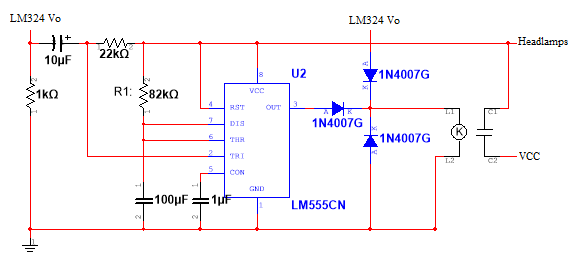 LM324 Vo
LM324 Vo
Headlamps
10µF
22kΩ
U2
1N4007G
1kΩ
R1:
82kΩ
VCC
RST
OUT
DIS
THR
TRI
CON
GND
8
4
7
6
2
5
3
1
1N4007G
1N4007G
K
L1
L2
C1
C2
VCC
100µF
1µF
LM555CN